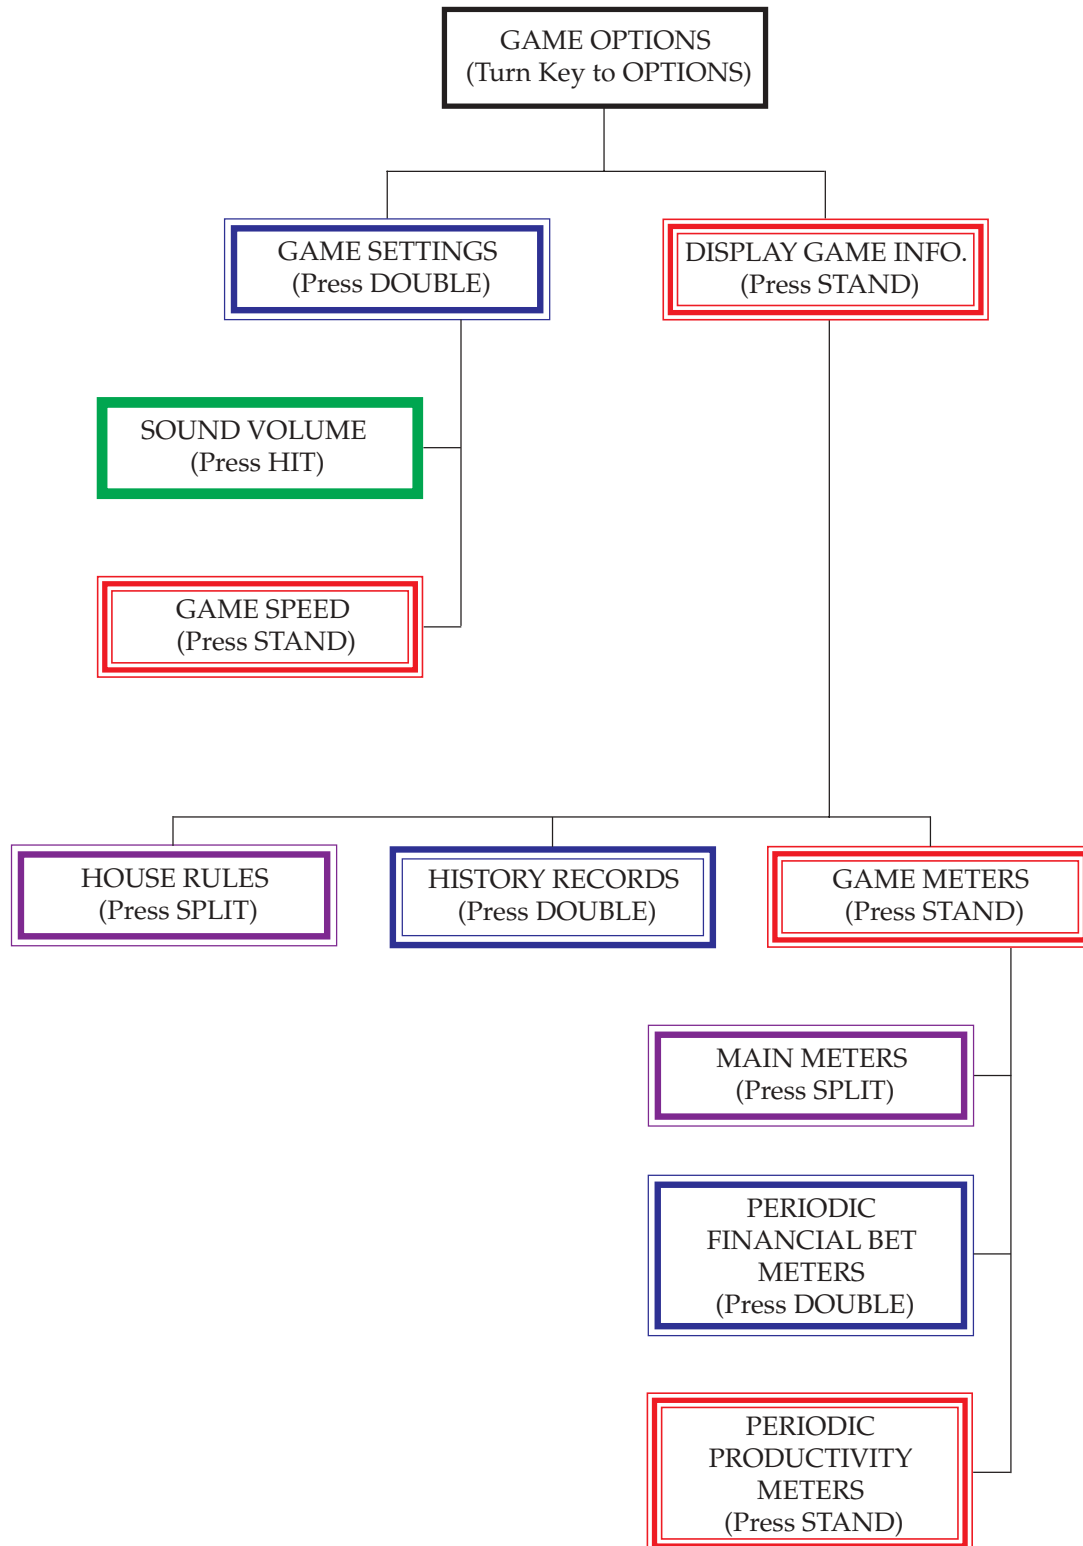 GAME OPTIONS
(Turn Key to OPTIONS)
GAME SETTINGS
(Press DOUBLE)
DISPLAY GAME INFO.
(Press STAND)
SOUND VOLUME
(Press HIT)
GAME SPEED
(Press STAND)
HOUSE RULES
(Press SPLIT)
HISTORY RECORDS
(Press DOUBLE)
GAME METERS
(Press STAND)
MAIN METERS
(Press SPLIT)
PERIODIC
FINANCIAL BET
METERS
(Press DOUBLE)
PERIODIC
PRODUCTIVITY
METERS
(Press STAND)